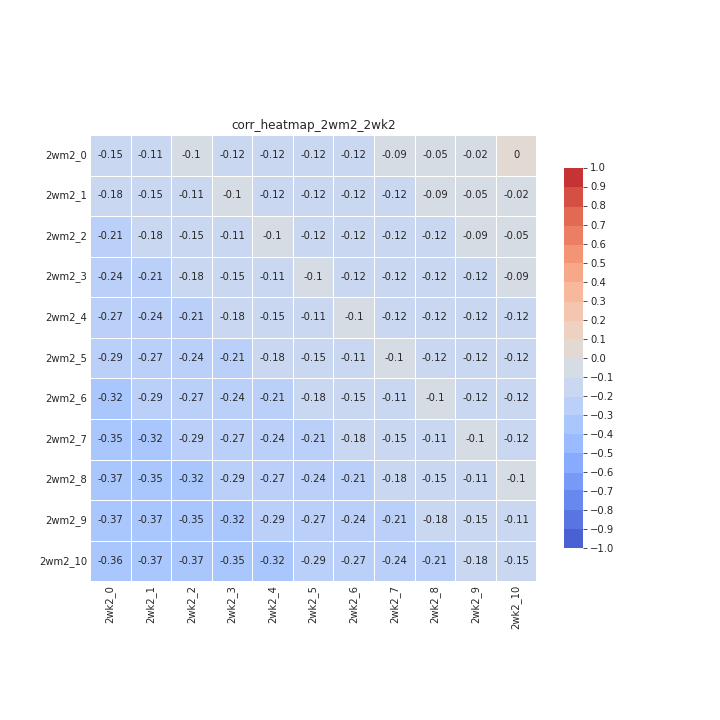 corr_heatmap_2wm2_2wk2
2wm2_0 -0.15 -0.11 -0.1 -0.12 -0.12 -0.12 -0.12 -0.09 -0.05 -0.02 0
2wm2_1 -0.18 -0.15 -0.11 -0.1 -0.12 -0.12 -0.12 -0.12 -0.09 -0.05 -0.02
2wm2_2 -0.21 -0.18 -0.15 -0.11 -0.1 -0.12 -0.12 -0.12 -0.12 -0.09 -0.05
2wm2_3 -0.24 -0.21 -0.18 -0.15 -0.11 -0.1 -0.12 -0.12 -0.12 -0.12 -0.09
2wm2_4 -0.27 -0.24 -0.21 -0.18 -0.15 -0.11 -0.1 -0.12 -0.12 -0.12 -0.12
2wm2_5 -0.29 -0.27 -0.24 -0.21 -0.18 -0.15 -0.11 -0.1 -0.12 -0.12 -0.12
2wm2_6 -0.32 -0.29 -0.27 -0.24 -0.21 -0.18 -0.15 -0.11 -0.1 -0.12 -0.12
2wm2_7 -0.35 -0.32 -0.29 -0.27 -0.24 -0.21 -0.18 -0.15 -0.11 -0.1 -0.12
2wm2_8 -0.37 -0.35 -0.32 -0.29 -0.27 -0.24 -0.21 -0.18 -0.15 -0.11 -0.1
2wm2_9 -0.37 -0.37 -0.35 -0.32 -0.29 -0.27 -0.24 -0.21 -0.18 -0.15 -0.11
2wm2_10 -0.36 -0.37 -0.37 -0.35 -0.32 -0.29 -0.27 -0.24 -0.21 -0.18 -0.15
2wk2_0 2wk2_1 2wk2_2 2wk2_3 2wk2_4 2wk2_5 2wk2_6 2wk2_7 2wk2_8 2wk2_9 2wk2_10
1.0
0.9
0.8
0.7
0.6
0.5
0.4
0.3
0.2
0.1
0.0
−0.1
−0.2
−0.3
−0.4
−0.5
−0.6
−0.7
−0.8
−0.9
−1.0